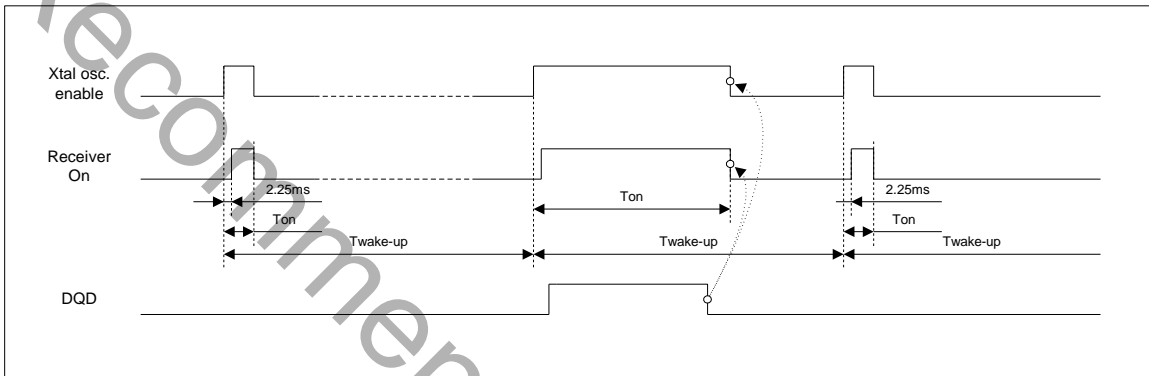 Xtal osc.
enable
Receiver
On
2.25ms
Ton
Twake-up
Ton
Twake-up
2.25ms
Ton
Twake-up
DQD